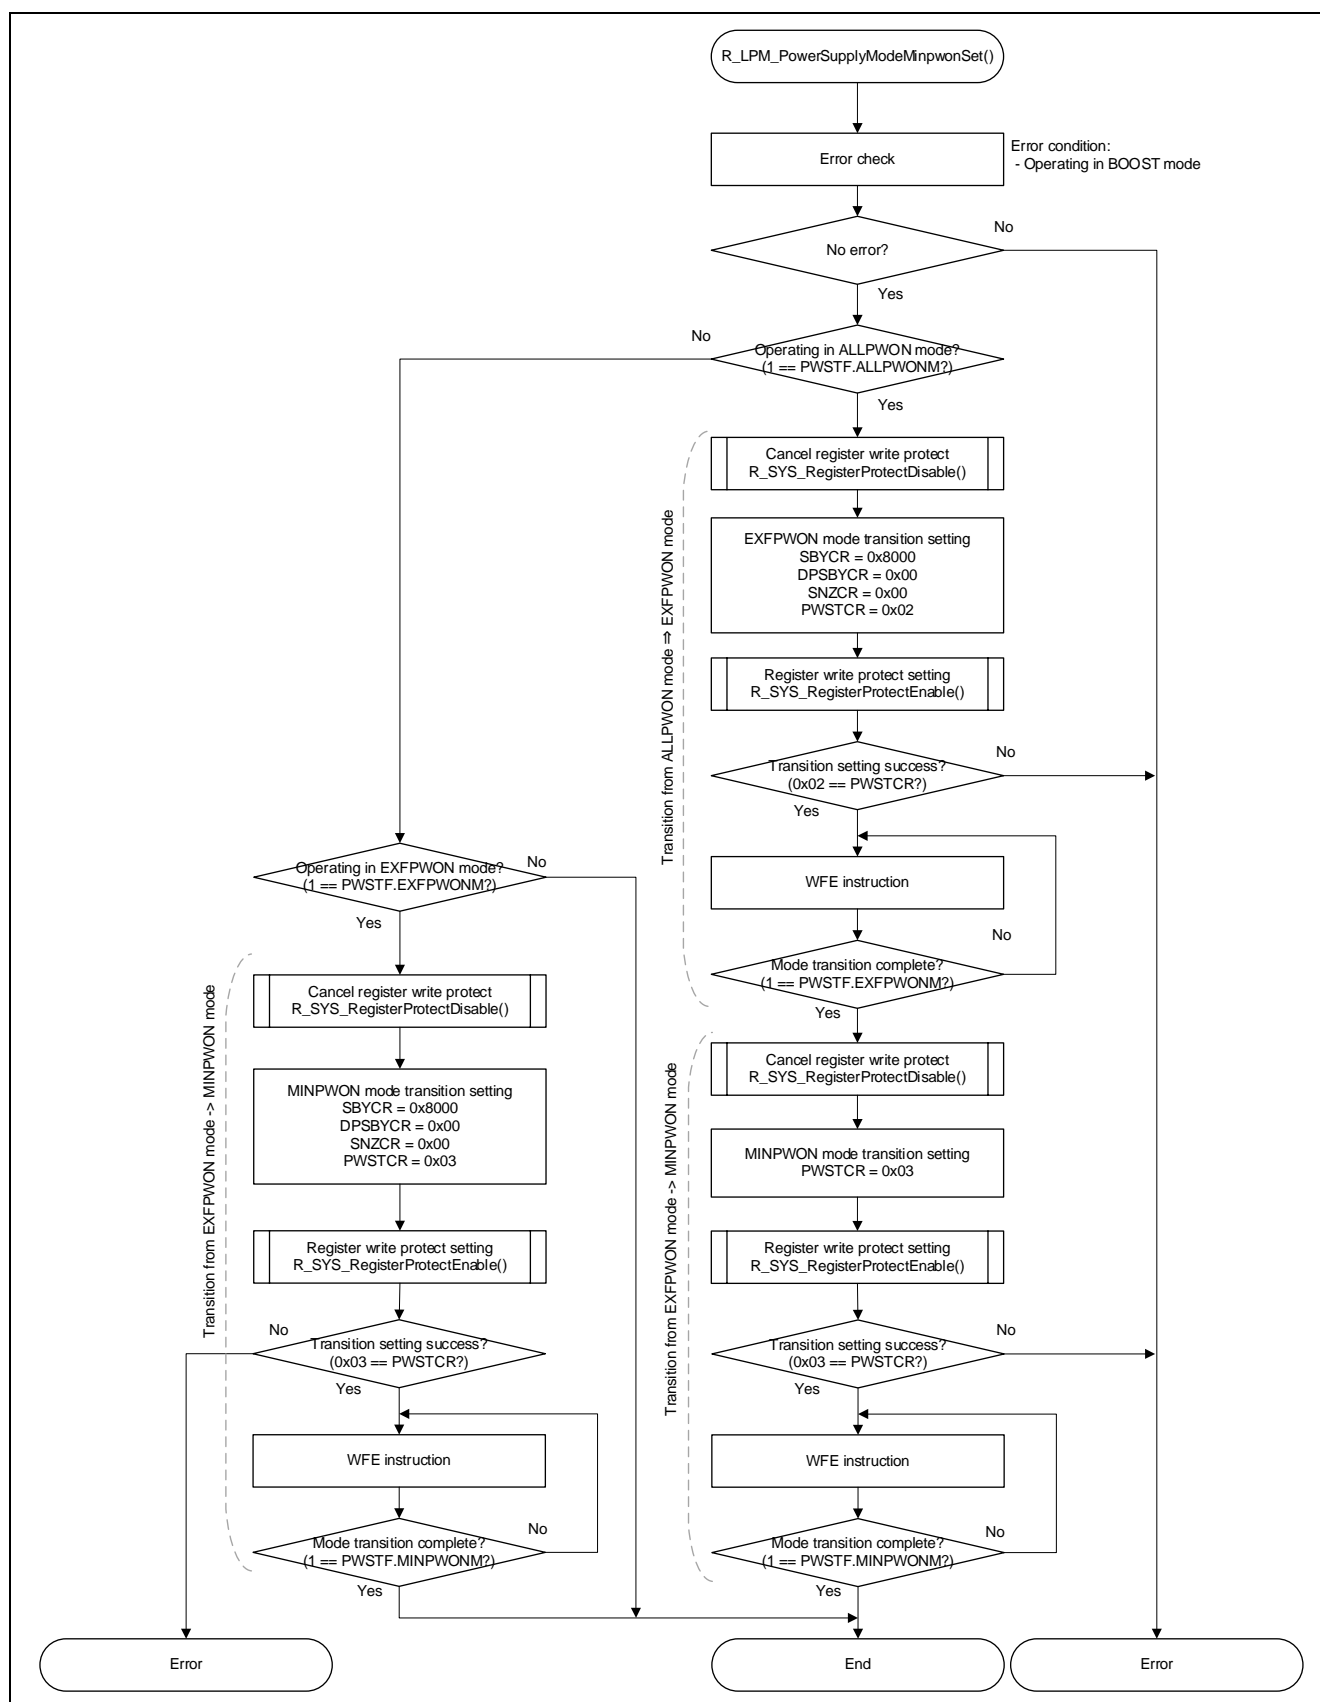 R_LPM_PowerSupplyModeMinpwonSet()
Error check
Error condition:
- Operating in BOOST mode
No error?
No
Yes
Operating in ALLPWON mode?
(1 == PWSTF.ALLPWONM?)
No
Yes
Transition from ALLPWON mode ⇒ EXFPWON mode
Cancel register write protect
R_SYS_RegisterProtectDisable()
EXFPWON mode transition setting
SBYCR = 0x8000
DPSBYCR = 0x00
SNZCR = 0x00
PWSTCR = 0x02
Register write protect setting
R_SYS_RegisterProtectEnable()
Transition setting success?
(0x02 == PWSTCR?)
No
Yes
WFE instruction
Mode transition complete?
(1 == PWSTF.EXFPWONM?)
No
Yes
Transition from EXFPWON mode -> MINPWON mode
Cancel register write protect
R_SYS_RegisterProtectDisable()
MINPWON mode transition setting
PWSTCR = 0x03
Register write protect setting
R_SYS_RegisterProtectEnable()
Transition setting success?
(0x03 == PWSTCR?)
No
Yes
WFE instruction
Mode transition complete?
(1 == PWSTF.MINPWONM?)
No
Yes
Operating in EXFPWON mode?
(1 == PWSTF.EXFPWONM?)
No
Yes
Transition from EXFPWON mode -> MINPWON mode
Cancel register write protect
R_SYS_RegisterProtectDisable()
MINPWON mode transition setting
SBYCR = 0x8000
DPSBYCR = 0x00
SNZCR = 0x00
PWSTCR = 0x03
Register write protect setting
R_SYS_RegisterProtectEnable()
Transition setting success?
(0x03 == PWSTCR?)
No
Yes
WFE instruction
Mode transition complete?
(1 == PWSTF.MINPWONM?)
No
Yes
Error
End
Error